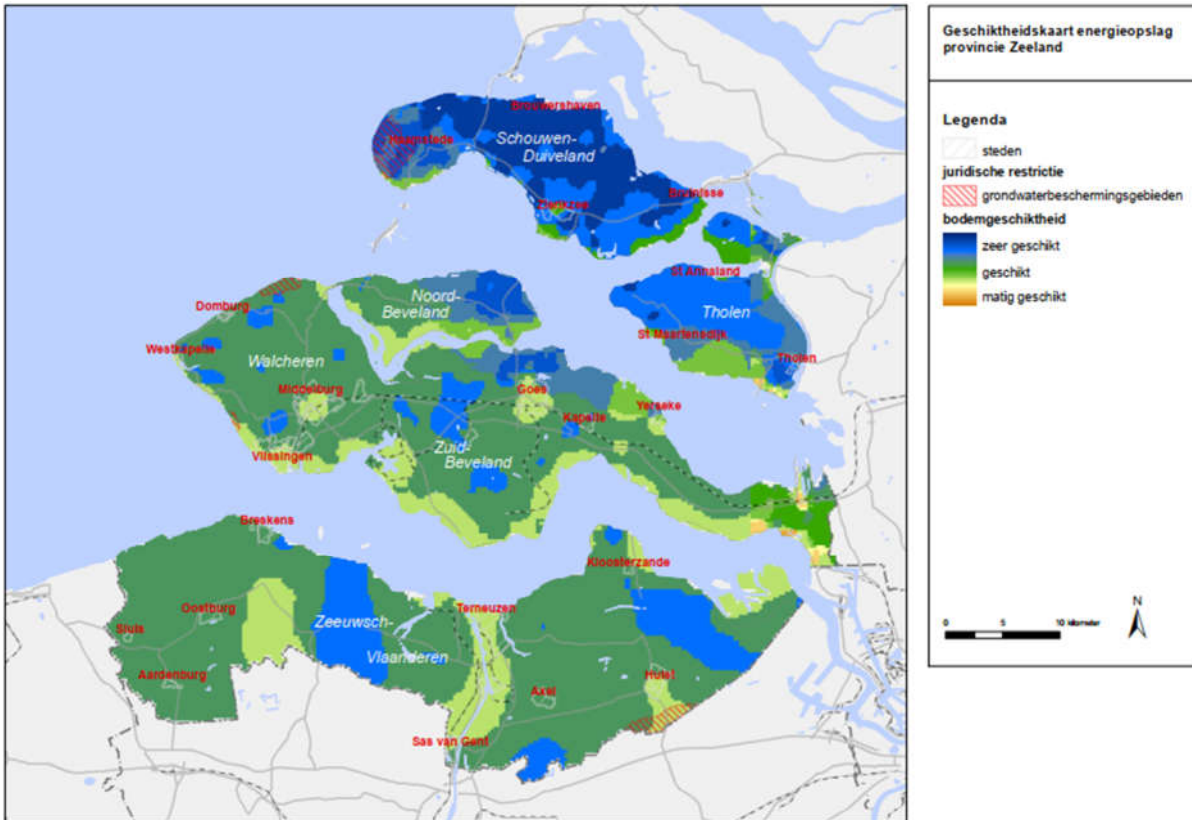 Geschiktheidskaart energieopslag
provincie Zeeland
Legenda
steden
juridische restrictie
grondwaterbeschermingsgebieden
bodemgeschiktheid
zeer geschikt
geschikt
matig geschikt
N
0 5 10 kilometer
Brouwershaven
Haamstede
Schouwen-
Duiveland
Zierikzee
Bruinisse
St Annaland
Noord-
Beveland
Tholen
Domburg
St Maartensdijk
Westkapelle
Walcheren
Tholen
Middelburg
Goes
Yerseke
Kapelle
Vlissingen
Zuid-
Beveland
Breskens
Kloosterzande
Oostburg
Terneuzen
Zeeuwsch-
Vlaanderen
Sluis
Aardenburg
Axel
Hulst
Sas van Gent